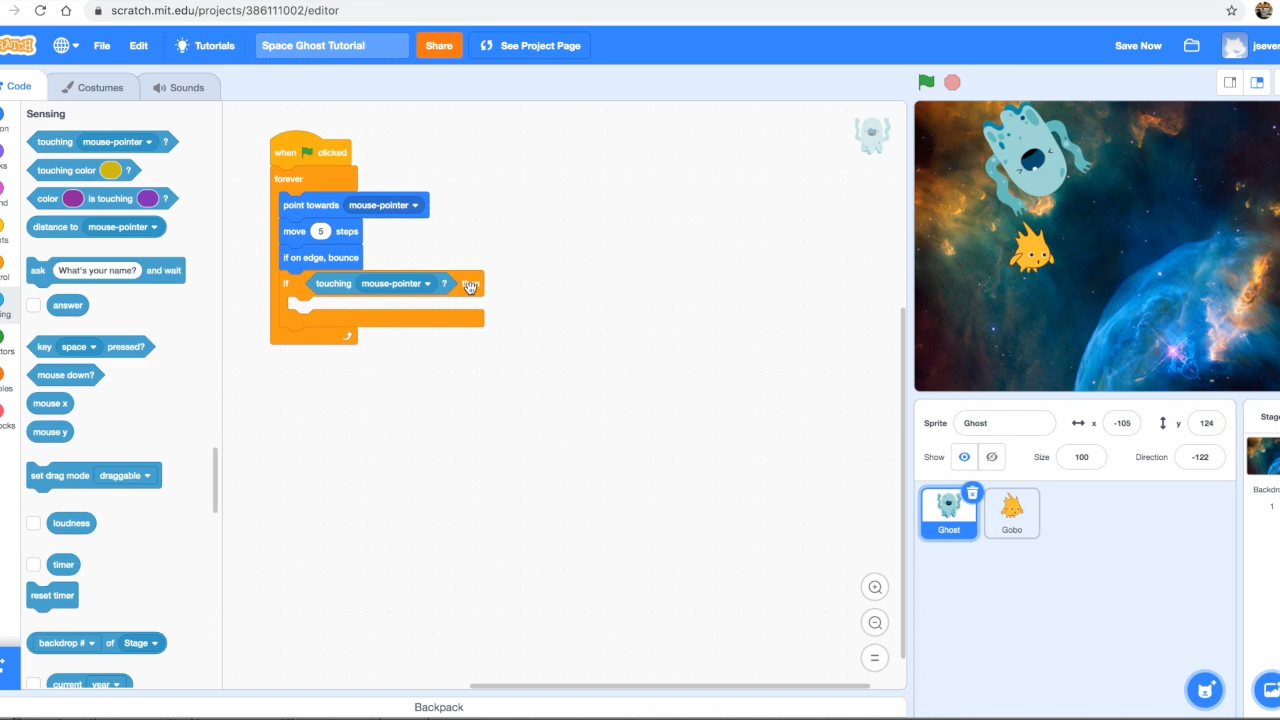 scratch.mit.edu/projects/386111002/editor
File Edit Tutorials Space Ghost Tutorial Share See Project Page Save Now
Code Costumes Sounds
Sensing
touching mouse-pointer ?
touching color ?
color is touching ?
distance to mouse-pointer
ask What's your name? and wait
answer
key space pressed?
mouse down?
mouse x
mouse y
set drag mode draggable
loudness
timer
reset timer
backdrop # of Stage
current year
when clicked
forever
point towards mouse-pointer
move 5 steps
if on edge, bounce
if touching mouse-pointer ?
Sprite Ghost x -105 y 124
Show Size 100 Direction -122
Ghost
Gobo
1
Backpack